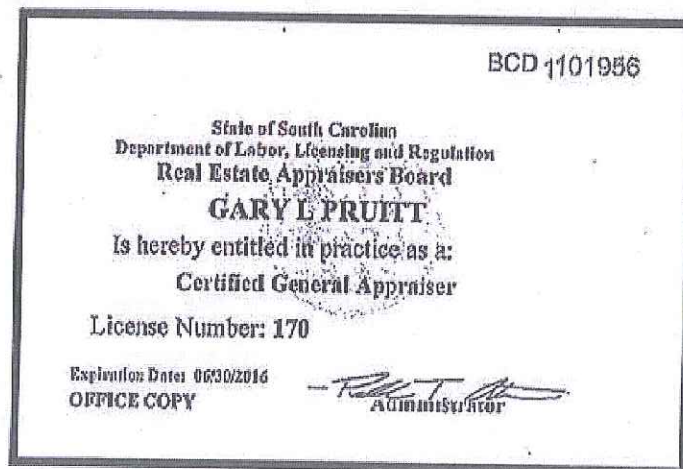 BCD 1101956
State of South Carolina
Department of Labor, Licensing and Regulation
Real Estate Appraisers Board
GARY L PRUITT
Is hereby entitled in practice as a:
Certified General Appraiser
License Number: 170
Expiration Date: 06/30/2016
OFFICE COPY
Administrator